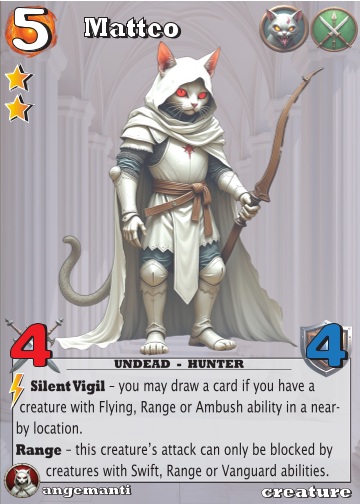 5 Mattco
4 4
UNDEAD - HUNTER
Silent Vigil - you may draw a card if you have a
creature with Flying, Range or Ambush ability in a near-
by location.
Range - this creature's attack can only be blocked by
creatures with Swift, Range or Vanguard abilities.
angemanti creature